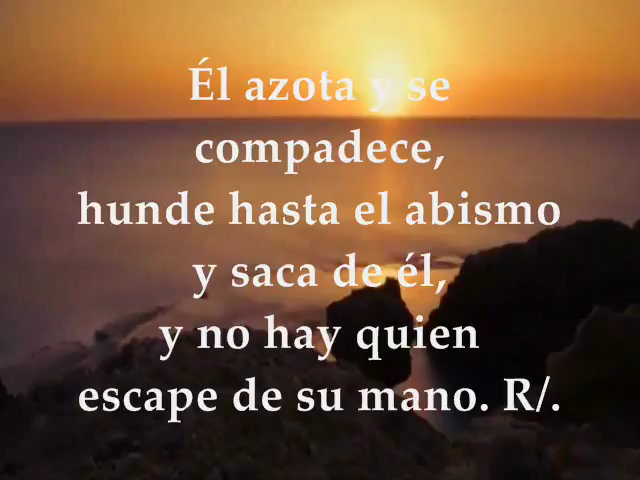 Él azota y se
compadece,
hunde hasta el abismo
y saca de él,
y no hay quien
escape de su mano. R/.